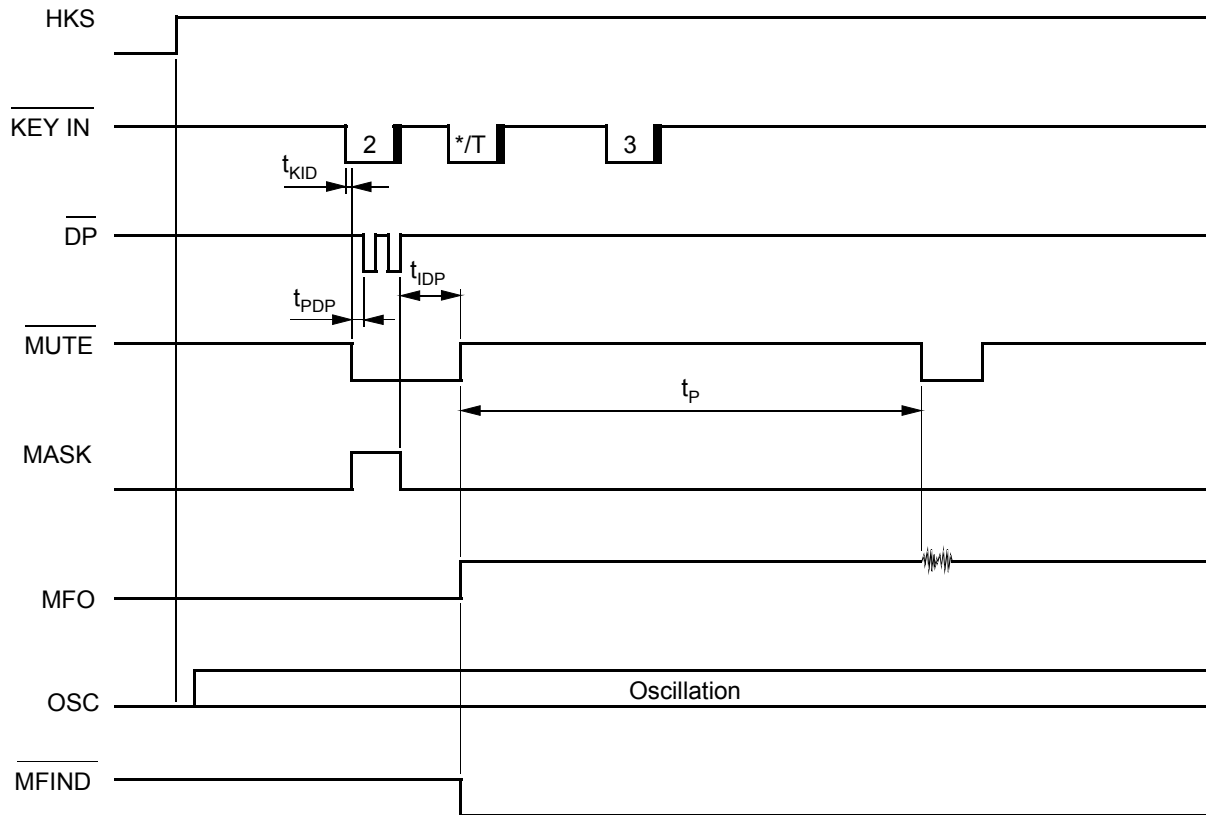 HKS
KEY IN
2
*/T
3
tKID
DP
tIDP
tPDP
MUTE
tP
MASK
MFO
Oscillation
OSC
MFIND